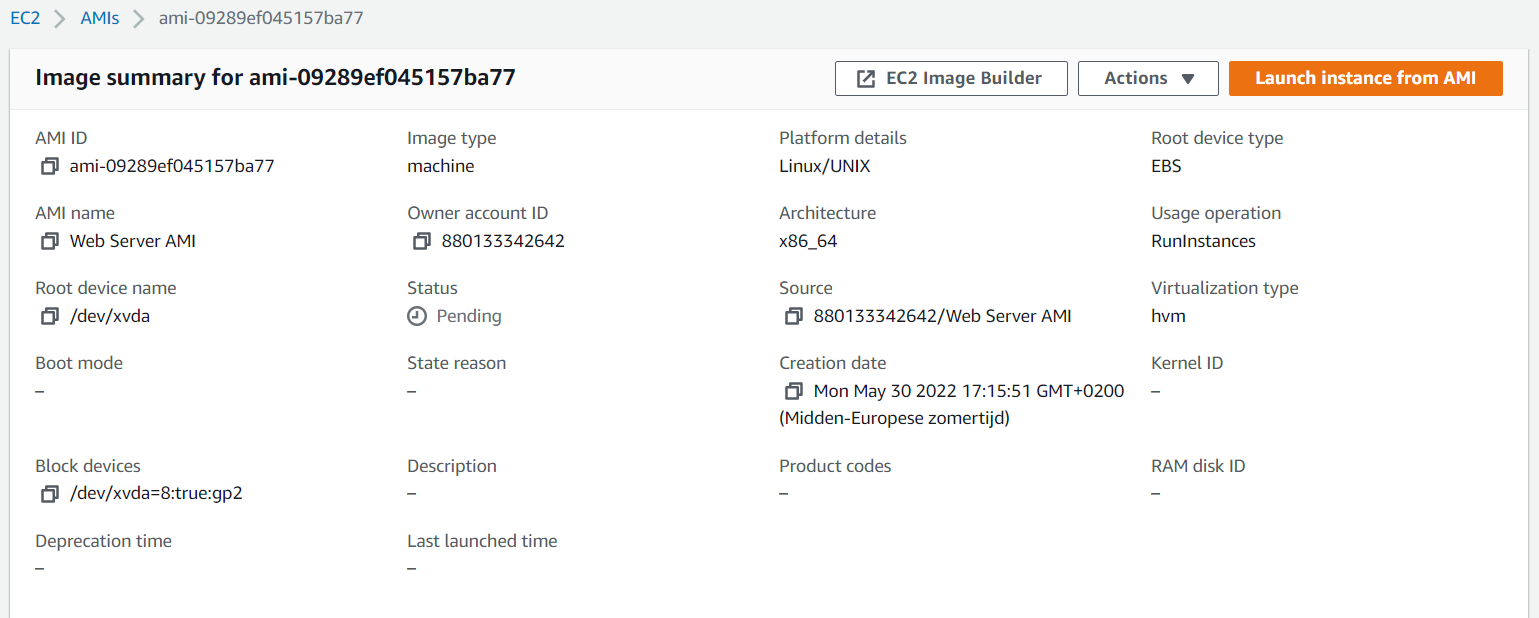 EC2 > AMIs > ami-09289ef045157ba77
Image summary for ami-09289ef045157ba77
EC2 Image Builder
Actions
Launch instance from AMI
AMI ID
ami-09289ef045157ba77
Image type
machine
Platform details
Linux/UNIX
Root device type
EBS
AMI name
Web Server AMI
Owner account ID
880133342642
Architecture
x86_64
Usage operation
RunInstances
Root device name
/dev/xvda
Status
Pending
Source
880133342642/Web Server AMI
Virtualization type
hvm
Boot mode
–
State reason
–
Creation date
Mon May 30 2022 17:15:51 GMT+0200
(Midden-Europese zomertijd)
Kernel ID
–
Block devices
/dev/xvda=8:true:gp2
Description
–
Product codes
–
RAM disk ID
–
Deprecation time
–
Last launched time
–